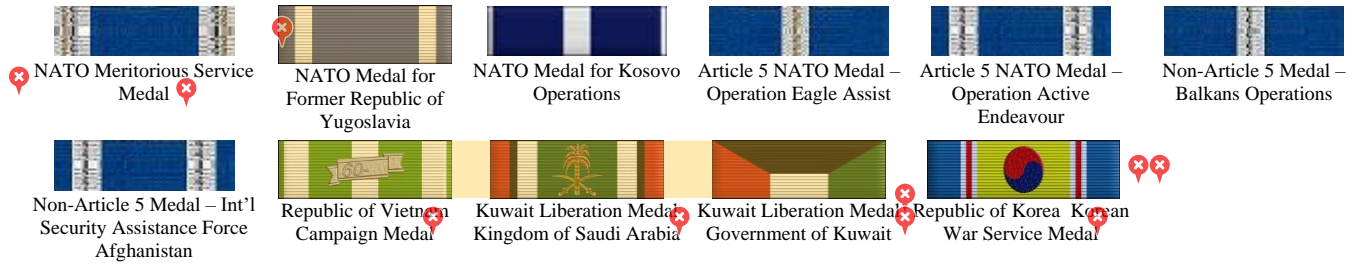 NATO Meritorious Service
Medal
NATO Medal for
Former Republic of
Yugoslavia
NATO Medal for Kosovo
Operations
Article 5 NATO Medal –
Operation Eagle Assist
Article 5 NATO Medal –
Operation Active
Endeavour
Non-Article 5 Medal –
Balkans Operations
Non-Article 5 Medal – Int'l
Security Assistance Force
Afghanistan
60-
Republic of Vietnam
Campaign Medal
Kuwait Liberation Medal
Kingdom of Saudi Arabia
Kuwait Liberation Medal
Government of Kuwait
Republic of Korea Korean
War Service Medal